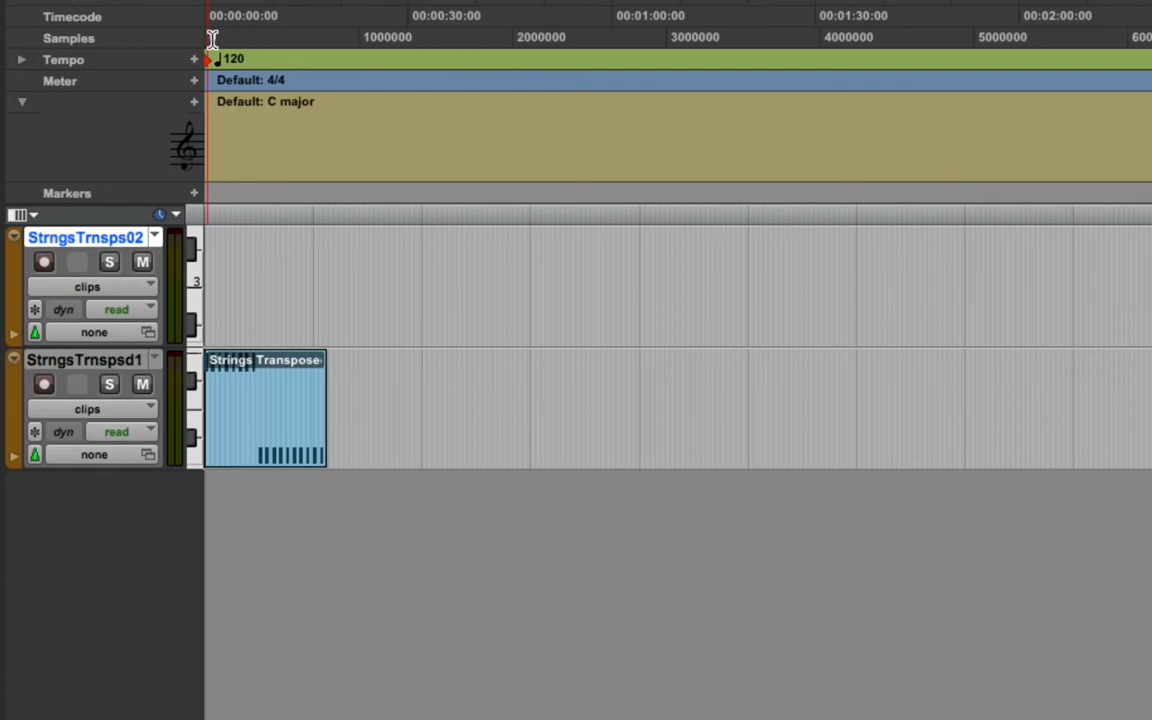 Timecode 00:00:00:00 00:00:30:00 00:01:00:00 00:01:30:00 00:02:00:00
Samples 1000000 2000000 3000000 4000000 5000000 600
Tempo + 120
Meter + Default: 4/4
+ Default: C major
Markers +
StrngsTrnsps02
S M
clips
3
* dyn read
none
StrngsTrnspsd1 Strings Transpose
S M
clips
* dyn read
none